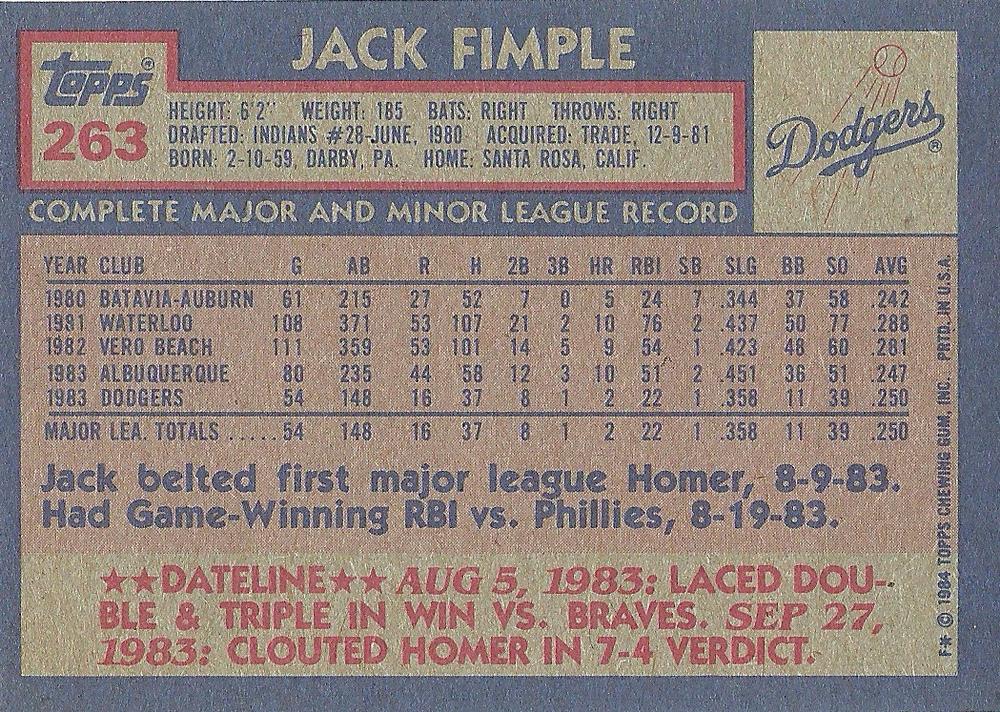 JACK FIMPLE
topps®
263
HEIGHT: 6'2" WEIGHT: 185 BATS: RIGHT THROWS: RIGHT
DRAFTED: INDIANS #28-JUNE, 1980 ACQUIRED: TRADE, 12-9-81
BORN: 2-10-59, DARBY, PA. HOME: SANTA ROSA, CALIF.
Dodgers®
COMPLETE MAJOR AND MINOR LEAGUE RECORD
YEAR CLUB G AB R H 2B 3B HR RBI SB SLG BB SO AVG
1980 BATAVIA-AUBURN 61 215 27 52 7 0 5 24 7 .344 37 58 .242
1981 WATERLOO 108 371 53 107 21 2 10 76 2 .437 50 77 .288
1982 VERO BEACH 111 359 53 101 14 5 9 54 1 .423 48 60 .281
1983 ALBUQUERQUE 80 235 44 58 12 3 10 51 2 .451 36 51 .247
1983 DODGERS 54 148 16 37 8 1 2 22 1 .358 11 39 .250
MAJOR LEA. TOTALS .....54 148 16 37 8 1 2 22 1 .358 11 39 .250
Jack belted first major league Homer, 8-9-83.
Had Game-Winning RBI vs. Phillies, 8-19-83.
★★DATELINE★★ AUG 5, 1983: LACED DOU-
BLE & TRIPLE IN WIN VS. BRAVES. SEP 27,
1983: CLOUTED HOMER IN 7-4 VERDICT.
F* © 1984 TOPPS CHEWING GUM, INC. PRTD. IN U.S.A.